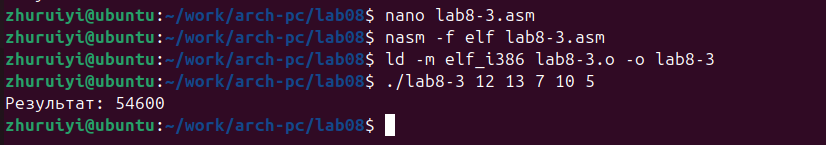 zhuruiyi@ubuntu:~/work/arch-pc/lab08$ nano lab8-3.asm
zhuruiyi@ubuntu:~/work/arch-pc/lab08$ nasm -f elf lab8-3.asm
zhuruiyi@ubuntu:~/work/arch-pc/lab08$ ld -m elf_i386 lab8-3.o -o lab8-3
zhuruiyi@ubuntu:~/work/arch-pc/lab08$ ./lab8-3 12 13 7 10 5
Результат: 54600
zhuruiyi@ubuntu:~/work/arch-pc/lab08$